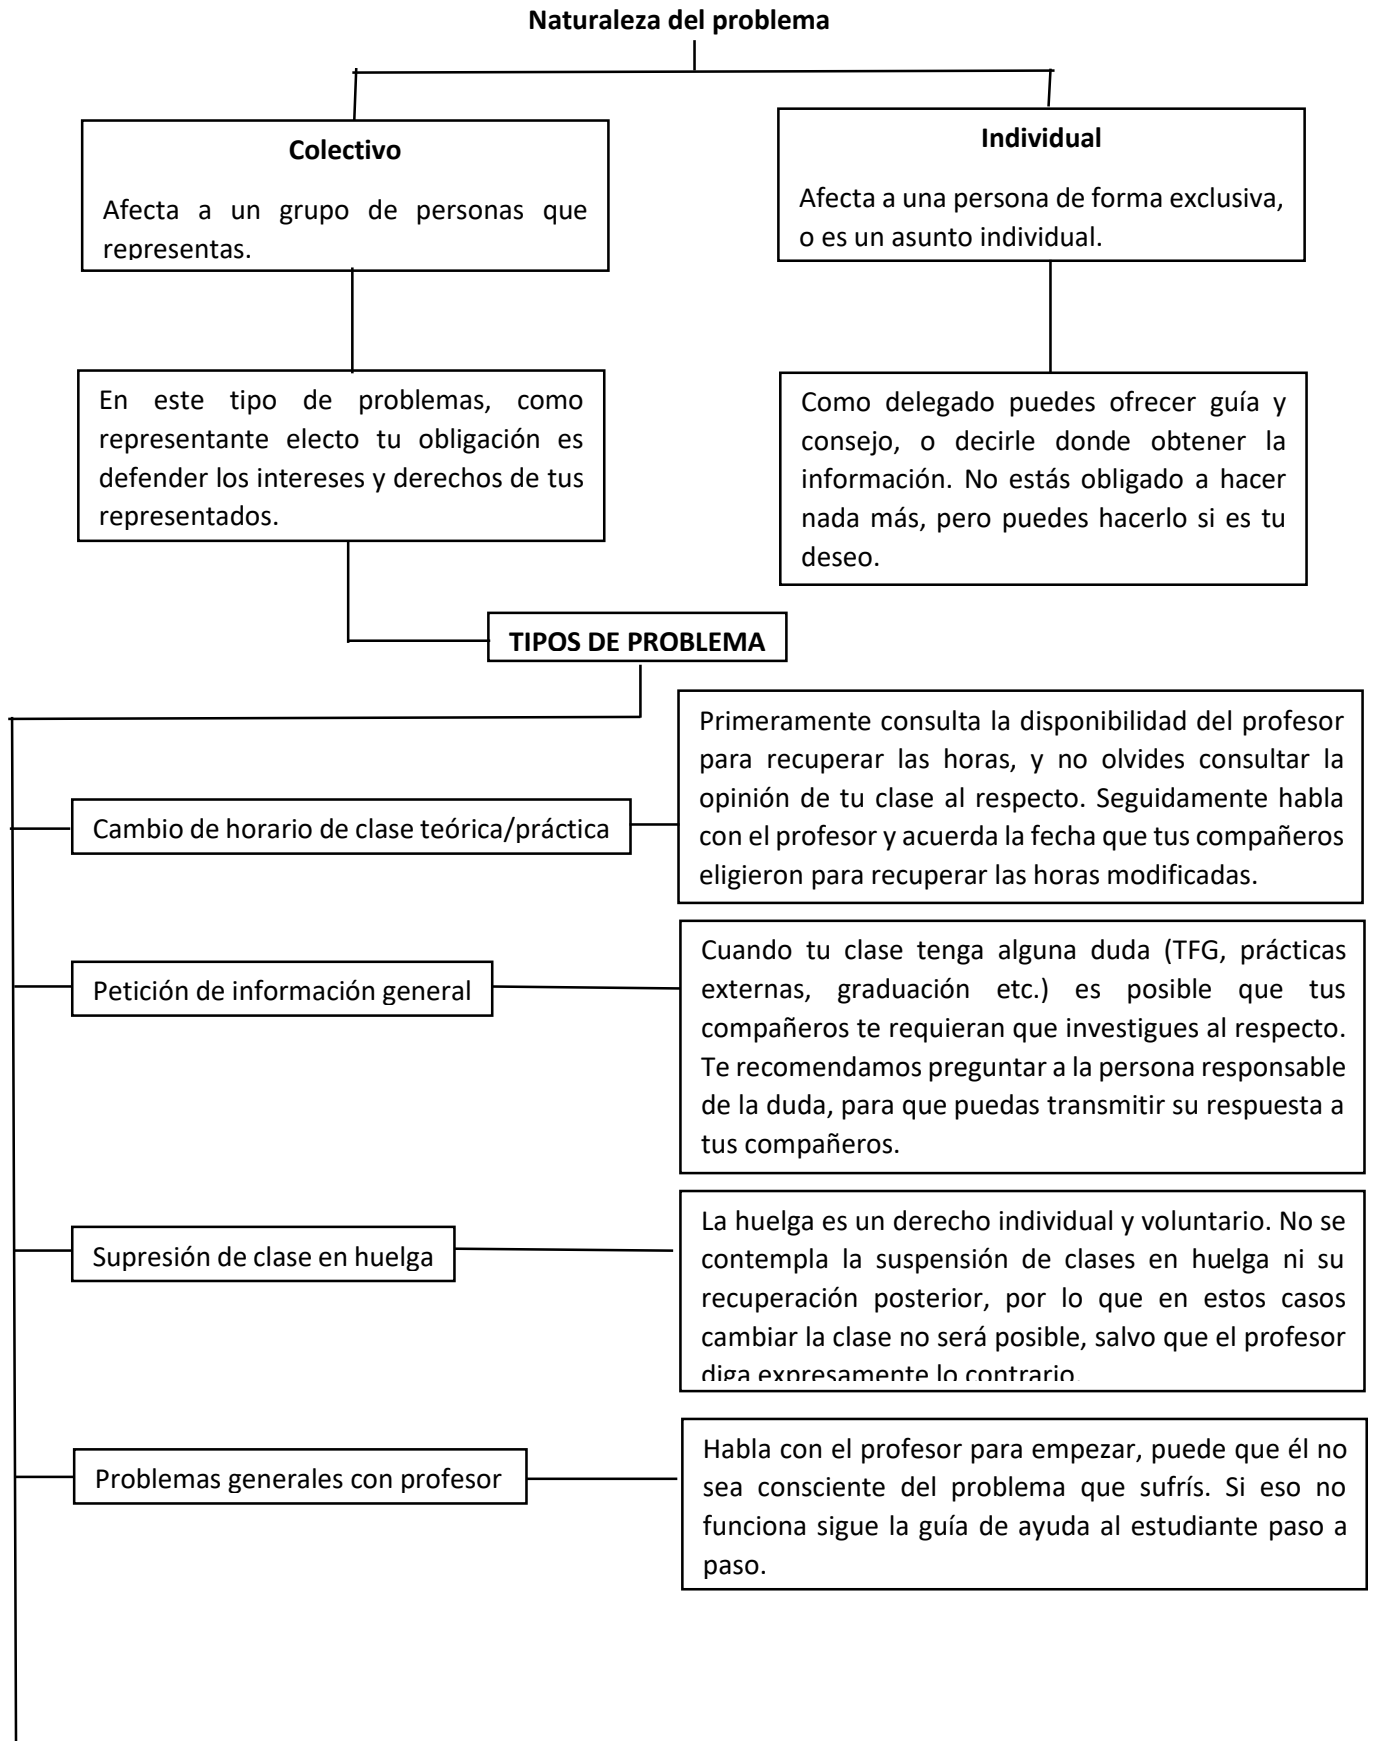 Naturaleza del problema
Colectivo
Afecta a un grupo de personas que
representas.
Individual
Afecta a una persona de forma exclusiva,
o es un asunto individual.
En este tipo de problemas, como
representante electo tu obligación es
defender los intereses y derechos de tus
representados.
Como delegado puedes ofrecer guía y
consejo, o decirle donde obtener la
información. No estás obligado a hacer
nada más, pero puedes hacerlo si es tu
deseo.
TIPOS DE PROBLEMA
Cambio de horario de clase teórica/práctica
Primeramente consulta la disponibilidad del profesor
para recuperar las horas, y no olvides consultar la
opinión de tu clase al respecto. Seguidamente habla
con el profesor y acuerda la fecha que tus compañeros
eligieron para recuperar las horas modificadas.
Petición de información general
Cuando tu clase tenga alguna duda (TFG, prácticas
externas, graduación etc.) es posible que tus
compañeros te requieran que investigues al respecto.
Te recomendamos preguntar a la persona responsable
de la duda, para que puedas transmitir su respuesta a
tus compañeros.
Supresión de clase en huelga
La huelga es un derecho individual y voluntario. No se
contempla la suspensión de clases en huelga ni su
recuperación posterior, por lo que en estos casos
cambiar la clase no será posible, salvo que el profesor
diga expresamente lo contrario.
Problemas generales con profesor
Habla con el profesor para empezar, puede que él no
sea consciente del problema que sufrís. Si eso no
funciona sigue la guía de ayuda al estudiante paso a
paso.